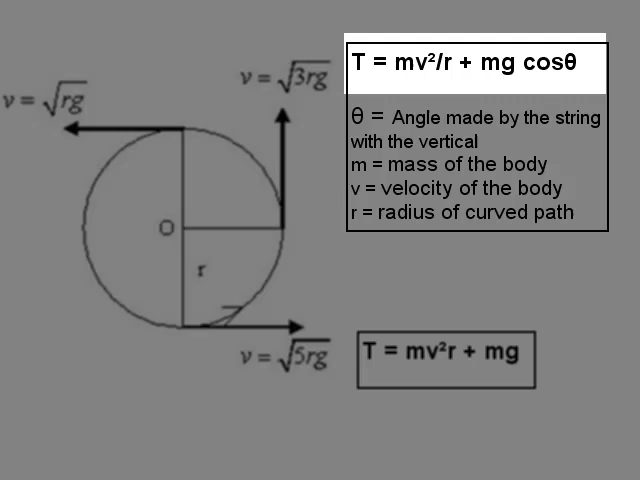 T = mv²/r + mg cosθ
v = √3rg
v = √rg
θ = Angle made by the string
with the vertical
m = mass of the body
v = velocity of the body
r = radius of curved path
O
r
v = √5rg
T = mv²r + mg